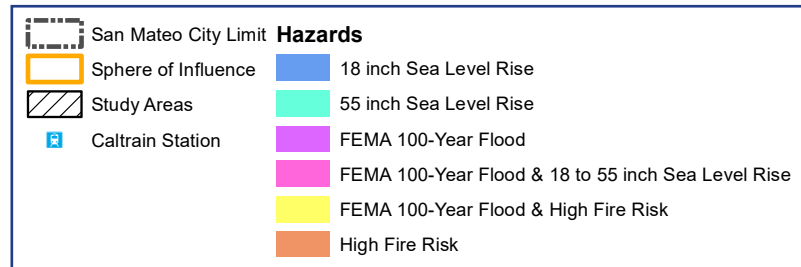 San Mateo City Limit
Sphere of Influence
Study Areas
Caltrain Station
Hazards
18 inch Sea Level Rise
55 inch Sea Level Rise
FEMA 100-Year Flood
FEMA 100-Year Flood & 18 to 55 inch Sea Level Rise
FEMA 100-Year Flood & High Fire Risk
High Fire Risk